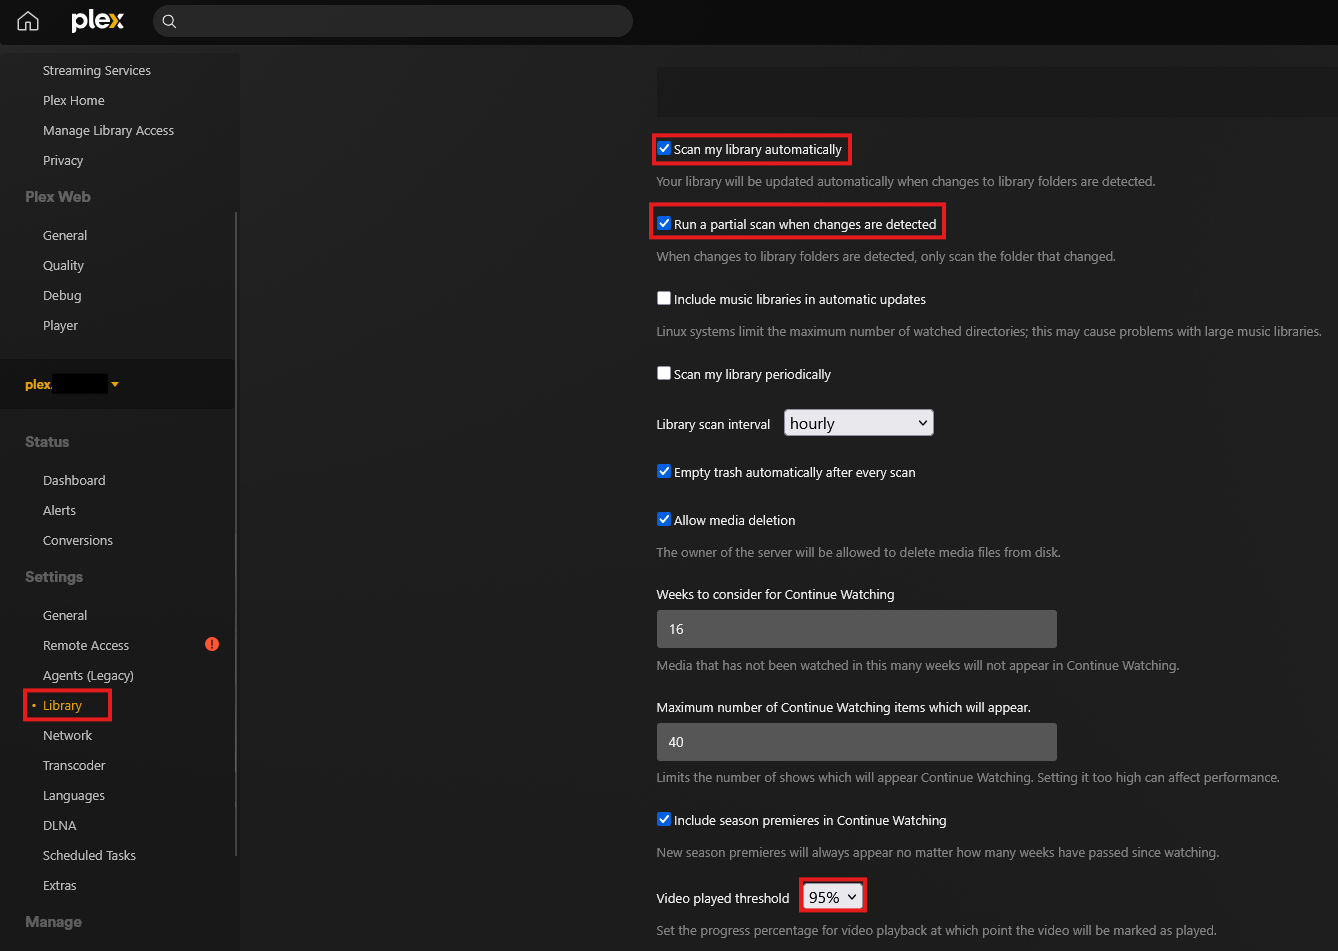 plex
Streaming Services
Plex Home
Manage Library Access
Privacy
Plex Web
General
Quality
Debug
Player
plex
Status
Dashboard
Alerts
Conversions
Settings
General
Remote Access
Agents (Legacy)
Library
Network
Transcoder
Languages
DLNA
Scheduled Tasks
Extras
Manage
Scan my library automatically
Your library will be updated automatically when changes to library folders are detected.
Run a partial scan when changes are detected
When changes to library folders are detected, only scan the folder that changed.
Include music libraries in automatic updates
Linux systems limit the maximum number of watched directories; this may cause problems with large music libraries.
Scan my library periodically
Library scan interval hourly
Empty trash automatically after every scan
Allow media deletion
The owner of the server will be allowed to delete media files from disk.
Weeks to consider for Continue Watching
16
Media that has not been watched in this many weeks will not appear in Continue Watching.
Maximum number of Continue Watching items which will appear.
40
Limits the number of shows which will appear Continue Watching. Setting it too high can affect performance.
Include season premieres in Continue Watching
New season premieres will always appear no matter how many weeks have passed since watching.
Video played threshold 95%
Set the progress percentage for video playback at which point the video will be marked as played.